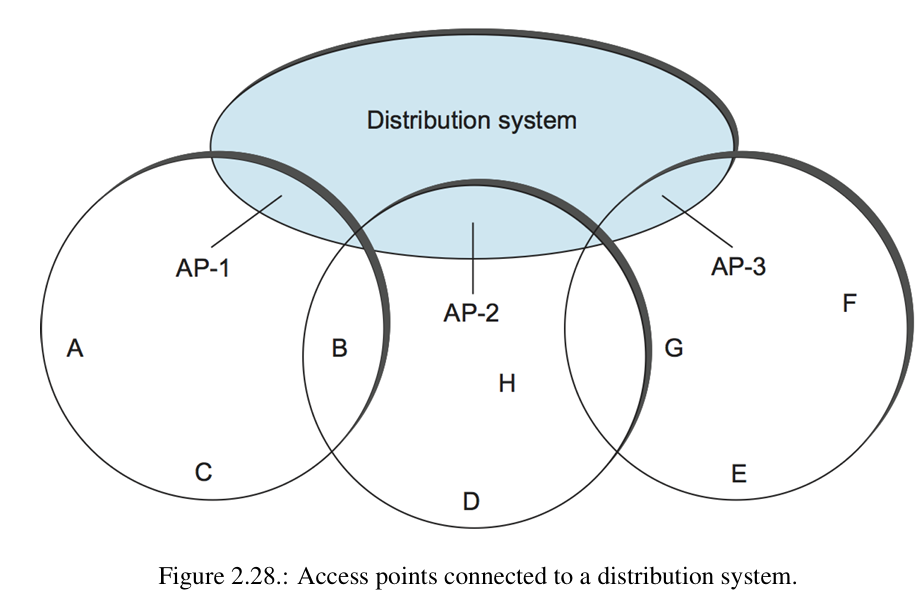 Distribution system
AP-1
AP-3
AP-2
F
A
B
G
H
C
E
D
Figure 2.28.: Access points connected to a distribution system.